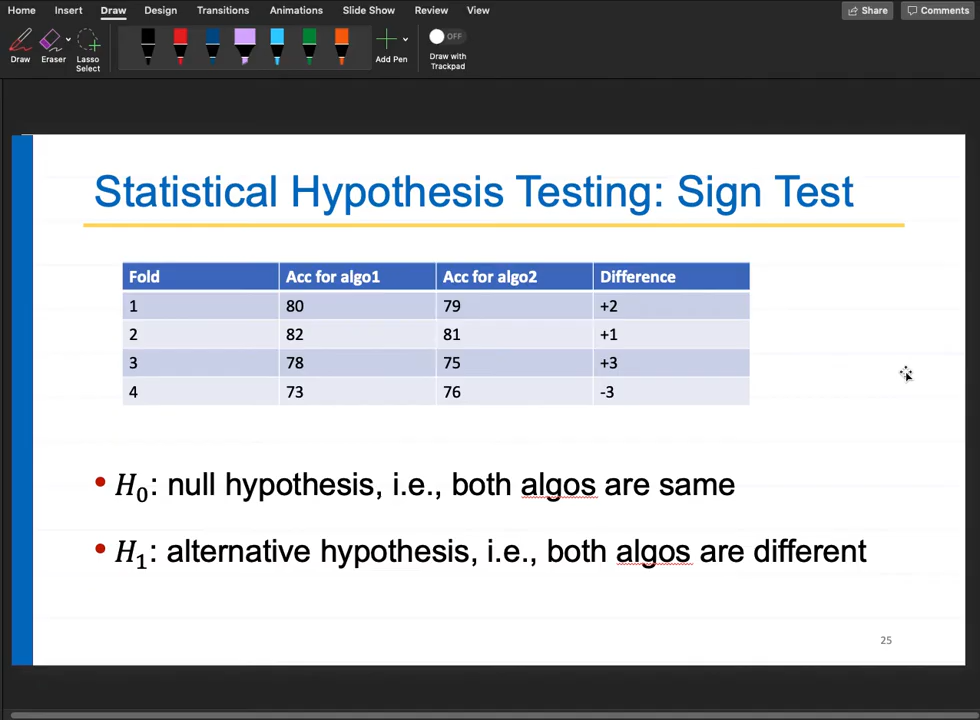 Home Insert Draw Design Transitions Animations Slide Show Review View Share Comments
Draw Eraser Lasso Select Add Pen OFF Draw with Trackpad
Statistical Hypothesis Testing: Sign Test
Fold Acc for algo1 Acc for algo2 Difference
1 80 79 +2
2 82 81 +1
3 78 75 +3
4 73 76 -3
• H₀: null hypothesis, i.e., both algos are same
• H₁: alternative hypothesis, i.e., both algos are different
25